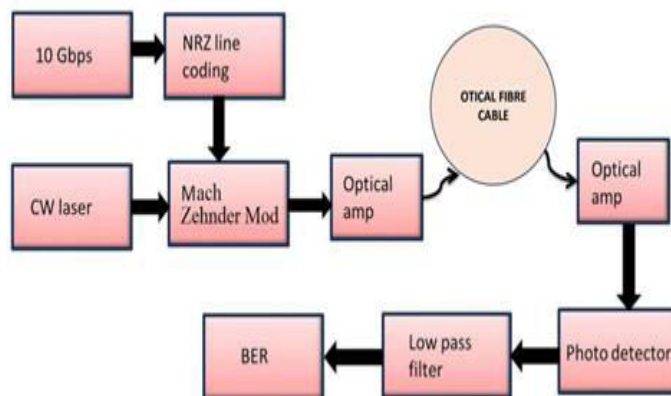 10 Gbps
NRZ line
coding
OTICAL FIBRE
CABLE
CW laser
Mach
Zehnder Mod
Optical
amp
Optical
amp
BER
Low pass
filter
Photo detector